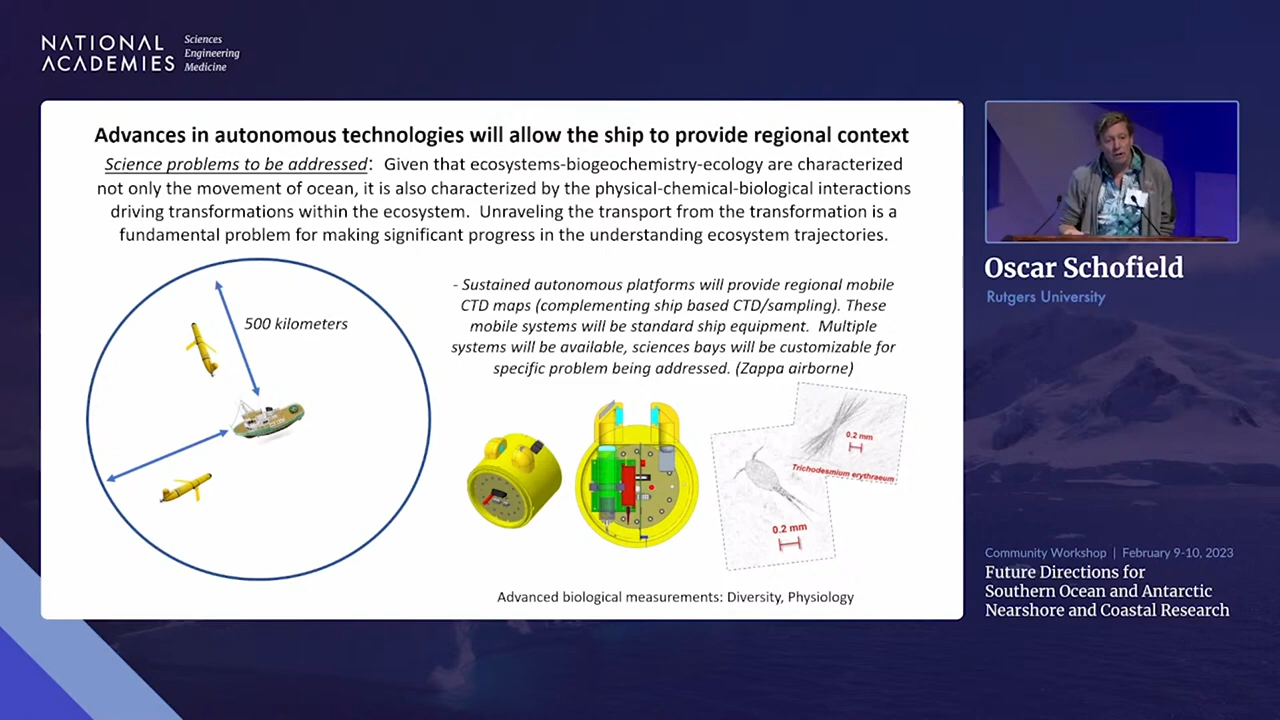 NATIONAL
ACADEMIES
Sciences
Engineering
Medicine
Advances in autonomous technologies will allow the ship to provide regional context
Science problems to be addressed: Given that ecosystems-biogeochemistry-ecology are characterized
not only the movement of ocean, it is also characterized by the physical-chemical-biological interactions
driving transformations within the ecosystem. Unraveling the transport from the transformation is a
fundamental problem for making significant progress in the understanding ecosystem trajectories.
500 kilometers
- Sustained autonomous platforms will provide regional mobile
CTD maps (complementing ship based CTD/sampling). These
mobile systems will be standard ship equipment. Multiple
systems will be available, sciences bays will be customizable for
specific problem being addressed. (Zappa airborne)
0.2 mm
Trichodesmium erythraeum
0.2 mm
Advanced biological measurements: Diversity, Physiology
Oscar Schofield
Rutgers University
Community Workshop | February 9-10, 2023
Future Directions for
Southern Ocean and Antarctic
Nearshore and Coastal Research